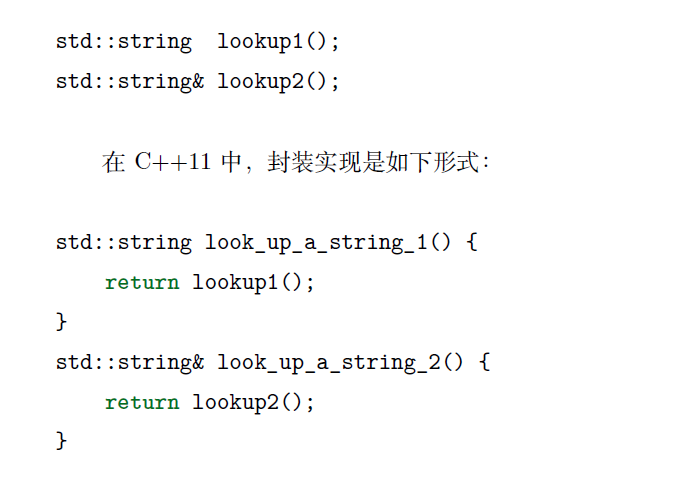 std::string  lookup1();
std::string& lookup2();
在 C++11 中，封装实现是如下形式：
std::string look_up_a_string_1() {
    return lookup1();
}
std::string& look_up_a_string_2() {
    return lookup2();
}